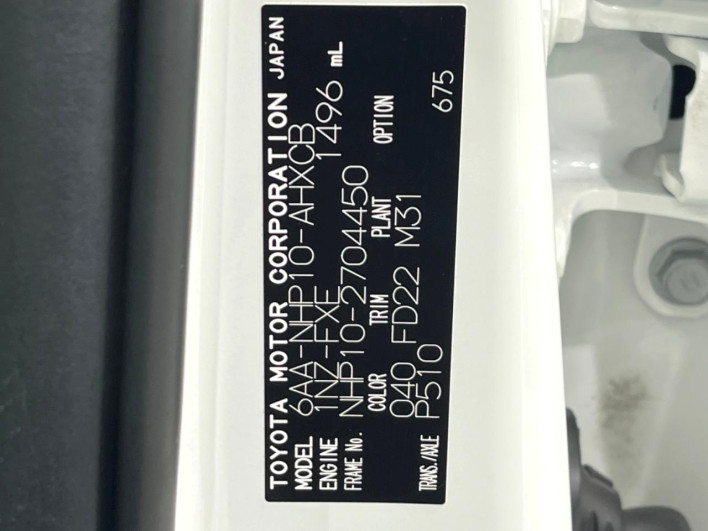 TOYOTA MOTOR CORPORATION JAPAN
MODEL 6AA-NHP10-AHXCB
ENGINE 1NZ-FXE 1496 mL
FRAME No. NHP10-2704450
COLOR TRIM PLANT OPTION
040 FD22 M31
TRANS./AXLE P510 675